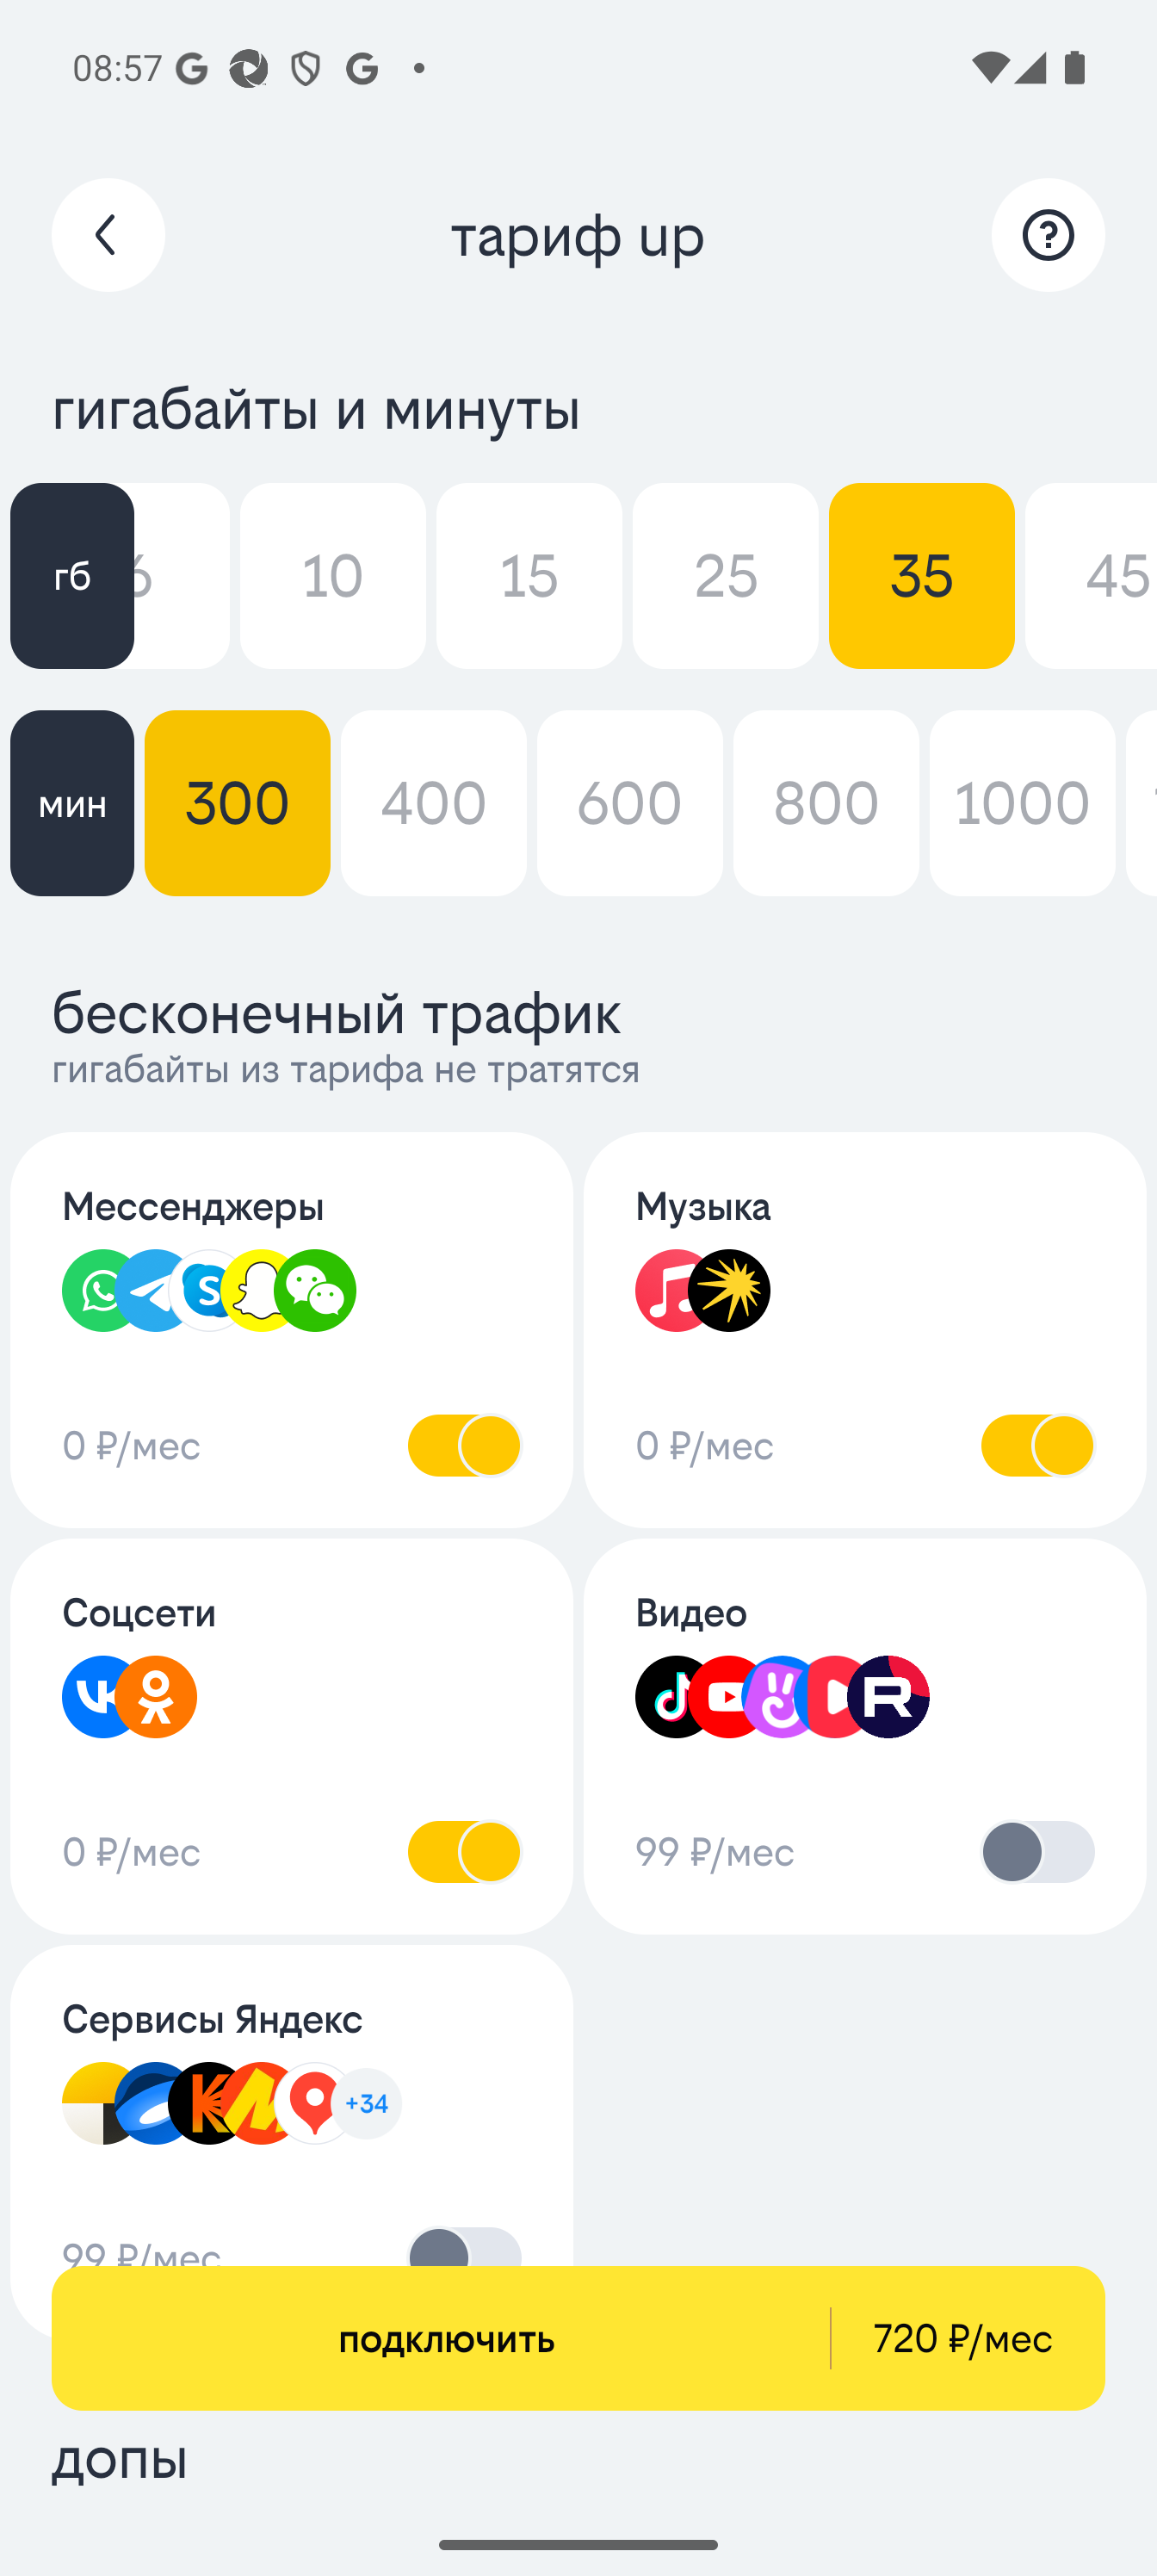 08:57
тариф up
гигабайты и минуты
гб 6 10 15 25 35 45
мин 300 400 600 800 1000
бесконечный трафик
гигабайты из тарифа не тратятся
Мессенджеры
0 ₽/мес
Музыка
0 ₽/мес
Соцсети
0 ₽/мес
Видео
99 ₽/мес
Сервисы Яндекс
+34
99 ₽/мес
подключить 720 ₽/мес
допы